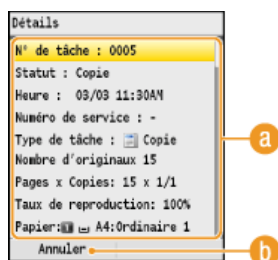 Détails
N° de tâche : 0005
Statut : Copie
Heure : 03/03 11:30AM
Numéro de service : -
Type de tâche : Copie
Nombre d'originaux 15
Pages x Copies: 15 x 1/1
Taux de reproduction: 100%
Papier: 1 A4:Ordinaire 1
Annuler
a
b